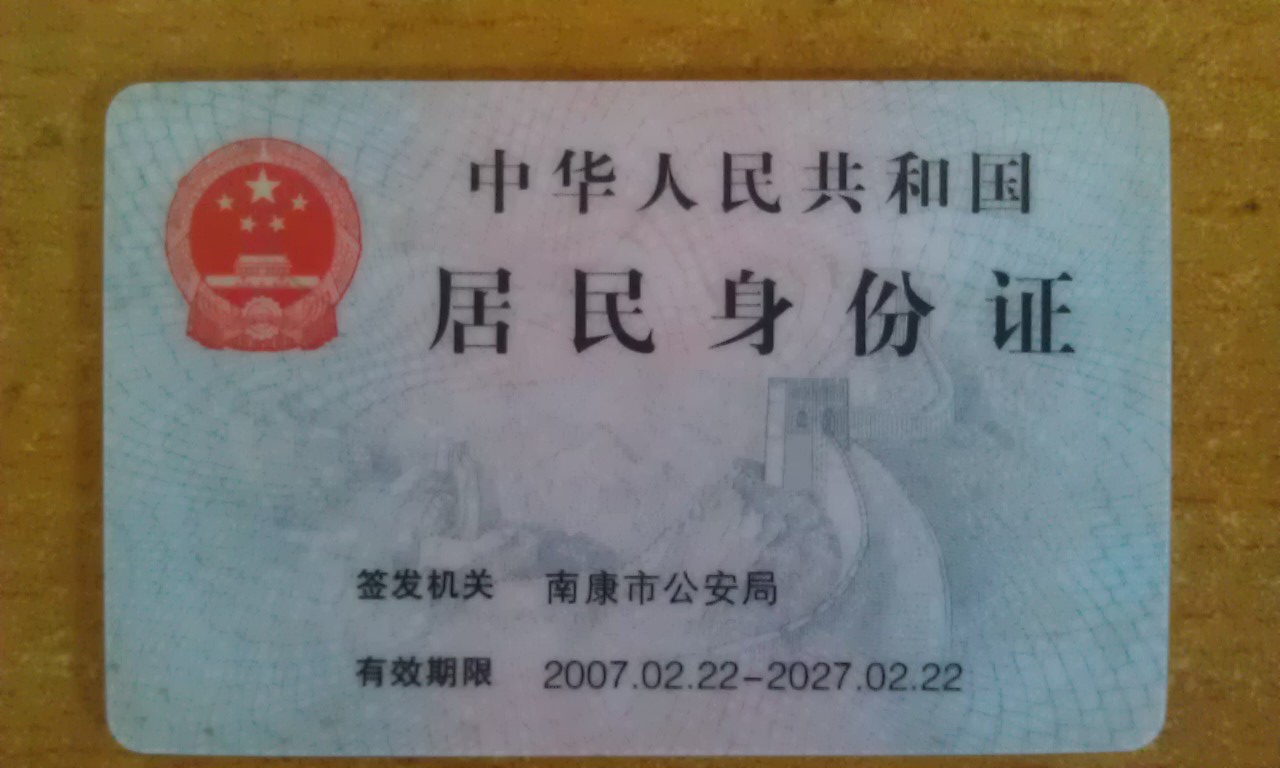 中华人民共和国
居民身份证
签发机关 南康市公安局
有效期限 2007.02.22-2027.02.22